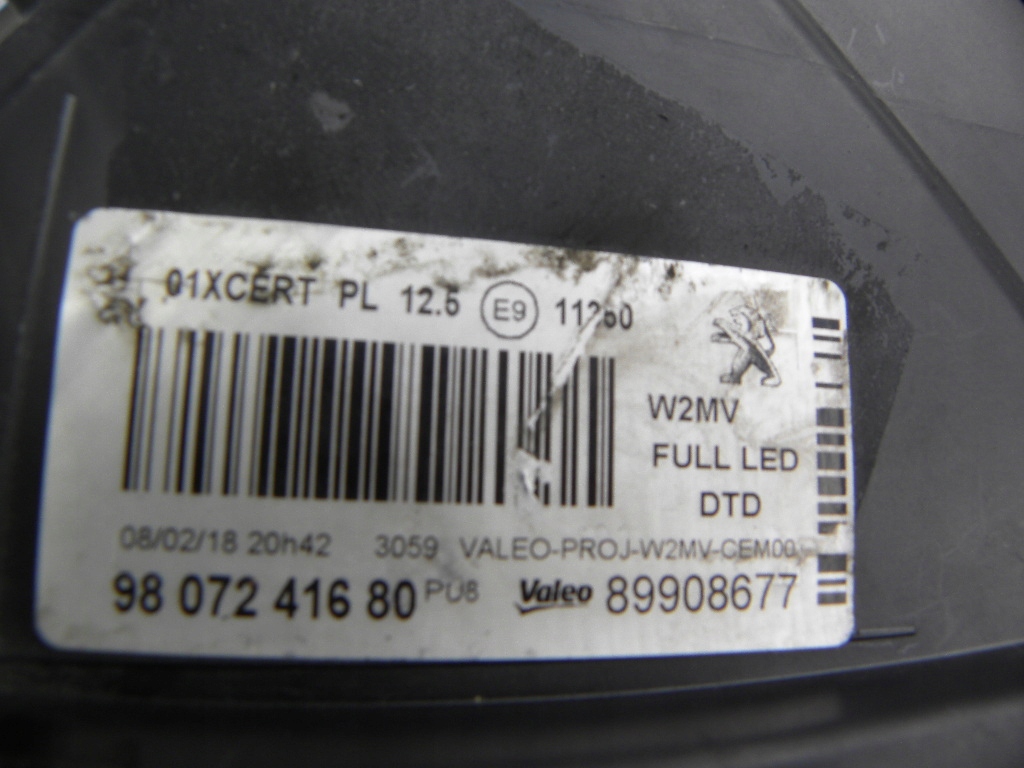 01XCERT PL 12.5 E9
W2MV
FULL LED
DTD
08/02/18 20h42 3059 VALEO-PROJ-W2MV-CEM00
98 072 416 80 PU8 Valeo 89908677